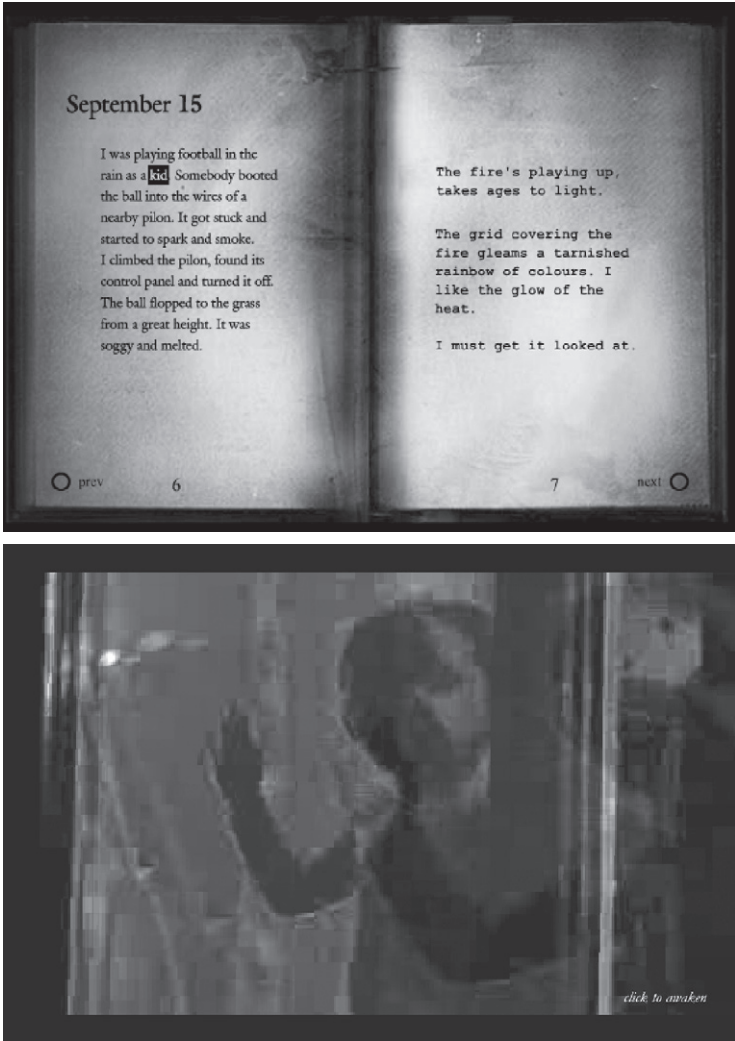 September 15
I was playing football in the
rain as a kid. Somebody booted
the ball into the wires of a
nearby pilon. It got stuck and
started to spark and smoke.
I climbed the pilon, found its
control panel and turned it off.
The ball flopped to the grass
from a great height. It was
soggy and melted.
prev
6
The fire's playing up,
takes ages to light.
The grid covering the
fire gleams a tarnished
rainbow of colours. I
like the glow of the
heat.
I must get it looked at.
7
next
click to awaken